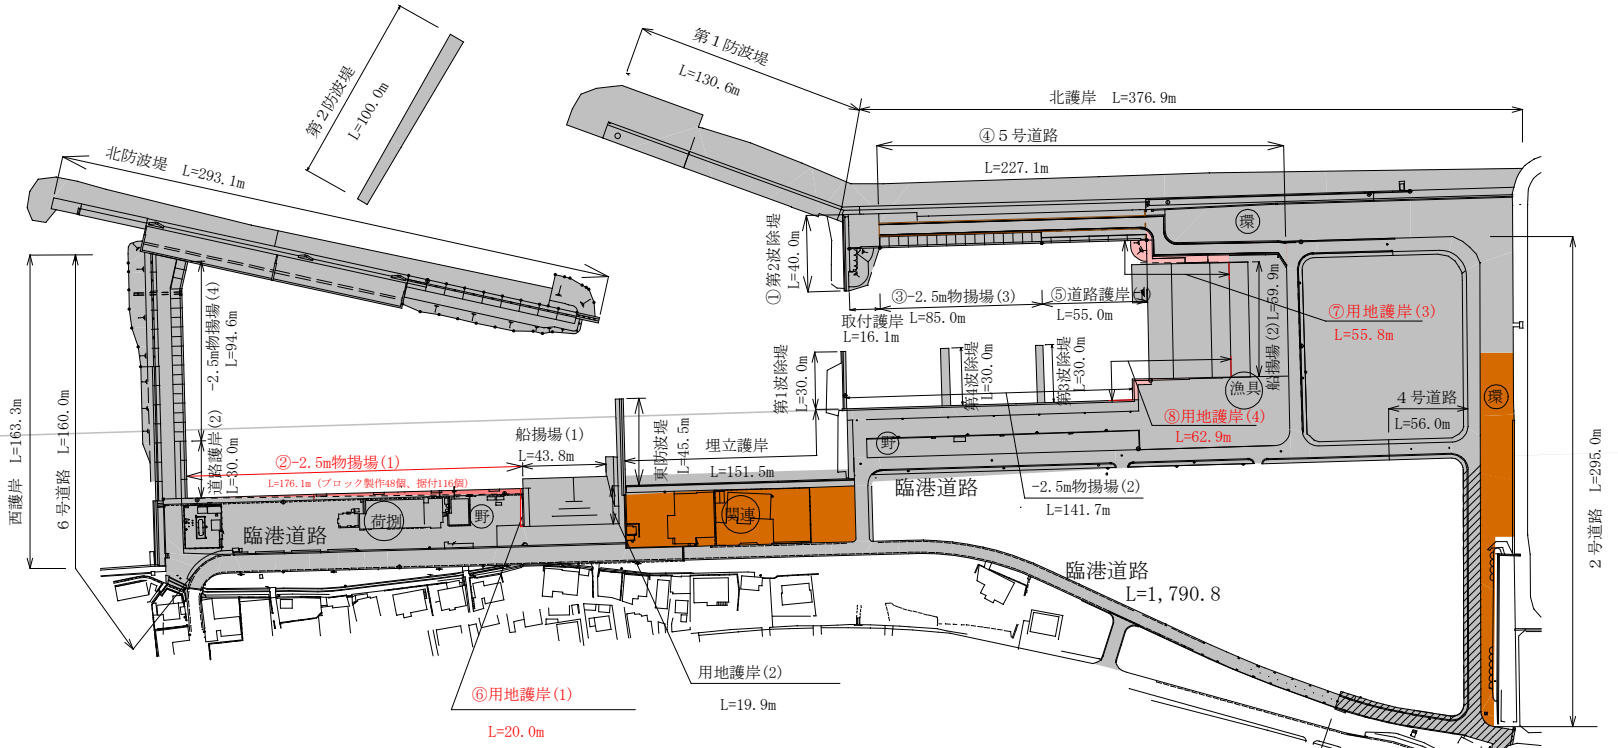 第２防波堤
L=100.0m
第１防波堤
L=130.6m
北護岸　L=376.9m
④５号道路
L=227.1m
北防波堤　L=293.1m
環
①第2波除堤
L=40.0m
③-2.5m物揚場(3)
L=85.0m
⑤道路護岸(
L=55.0m
取付護岸
L=16.1m
船揚場(2)L=59.9m
⑦用地護岸(3)
L=55.8m
-2.5m物揚場(4)
L=94.6m
西護岸　L=163.3m
６号道路　L=160.0m
道路護岸(2)
L=30.0m
第1波除堤
L=30.0m
第4波除堤
L=30.0m
第3波除堤
L=30.0m
漁具
環
４号道路
L=56.0m
⑧用地護岸(4)
L=62.9m
２号道路　L=295.0m
船揚場(1)
L=43.8m
東防波堤
L=45.5m
埋立護岸
L=151.5m
野
②-2.5m物揚場(1)
L=176.1m (ブロック製作48個、据付116個)
臨港道路
-2.5m物揚場(2)
L=141.7m
荷捌
野
関連
臨港道路
臨港道路
L=1,790.8
用地護岸(2)
L=19.9m
⑥用地護岸(1)
L=20.0m